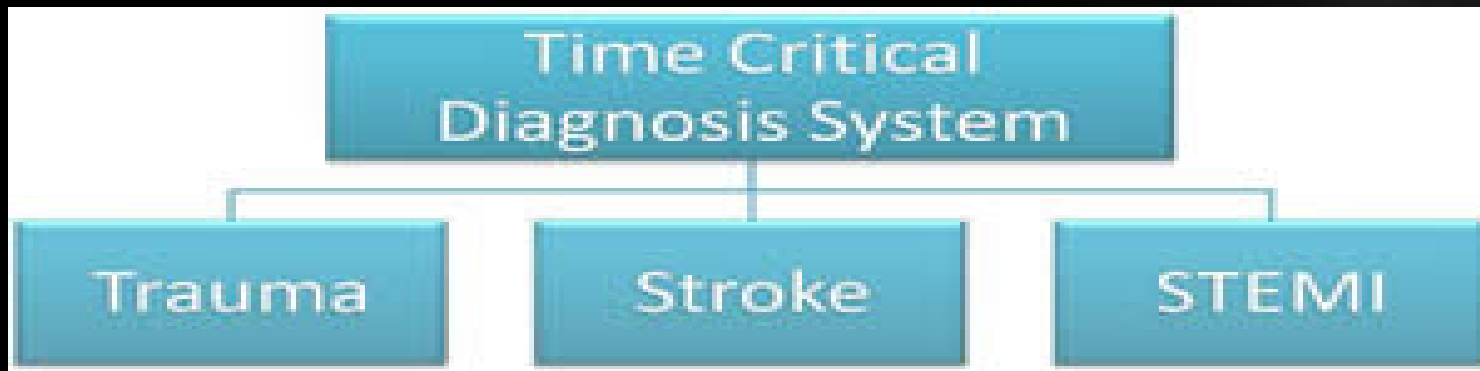 Time Critical
Diagnosis System
Trauma
Stroke
STEMI